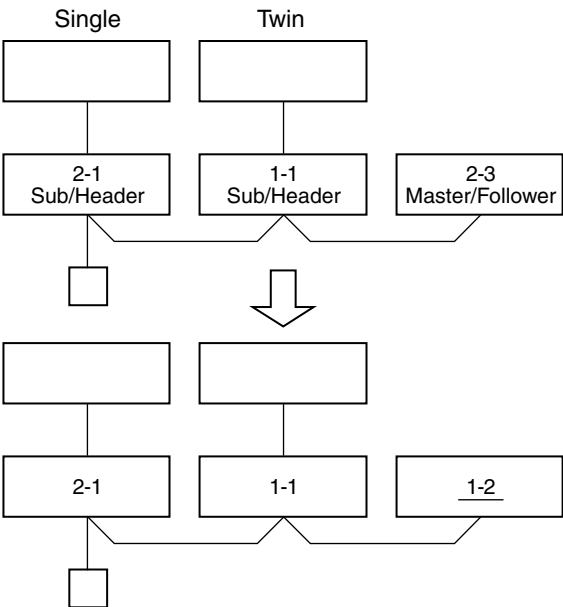 Single
Twin
2-1
Sub/Header
1-1
Sub/Header
2-3
Master/Follower
2-1
1-1
1-2